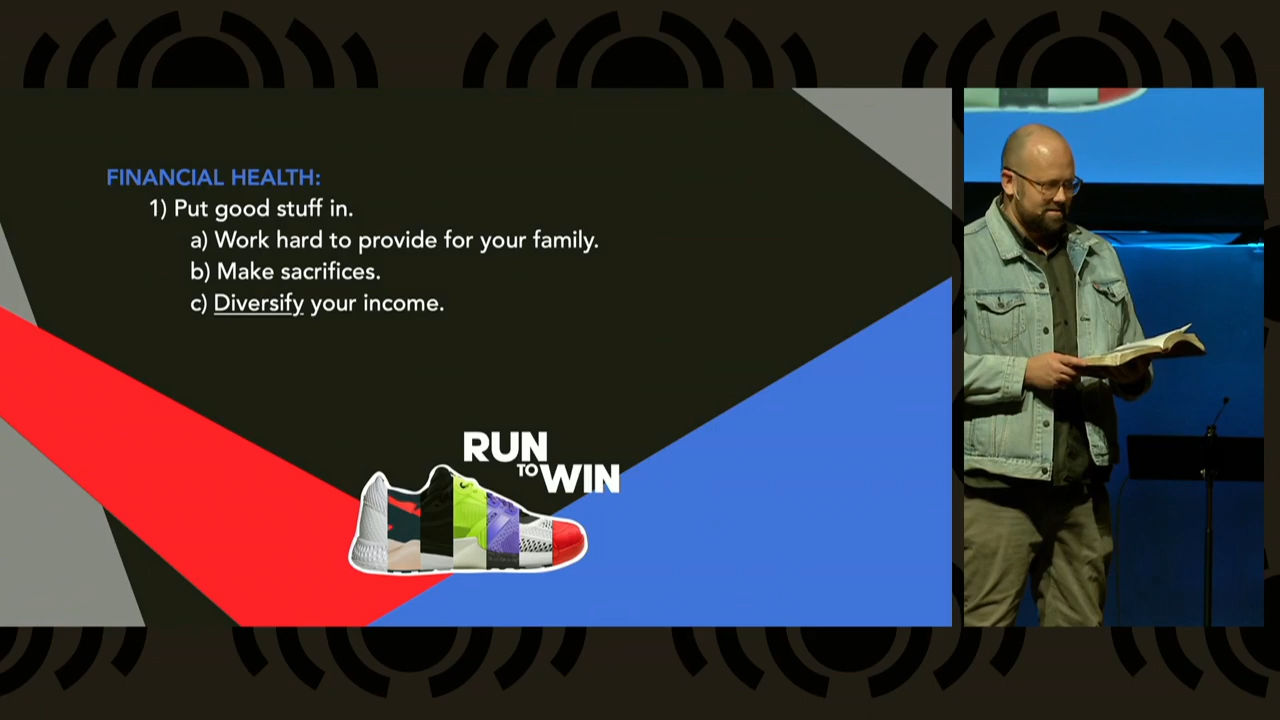 FINANCIAL HEALTH:
1) Put good stuff in.
a) Work hard to provide for your family.
b) Make sacrifices.
c) Diversify your income.
RUN
TO WIN